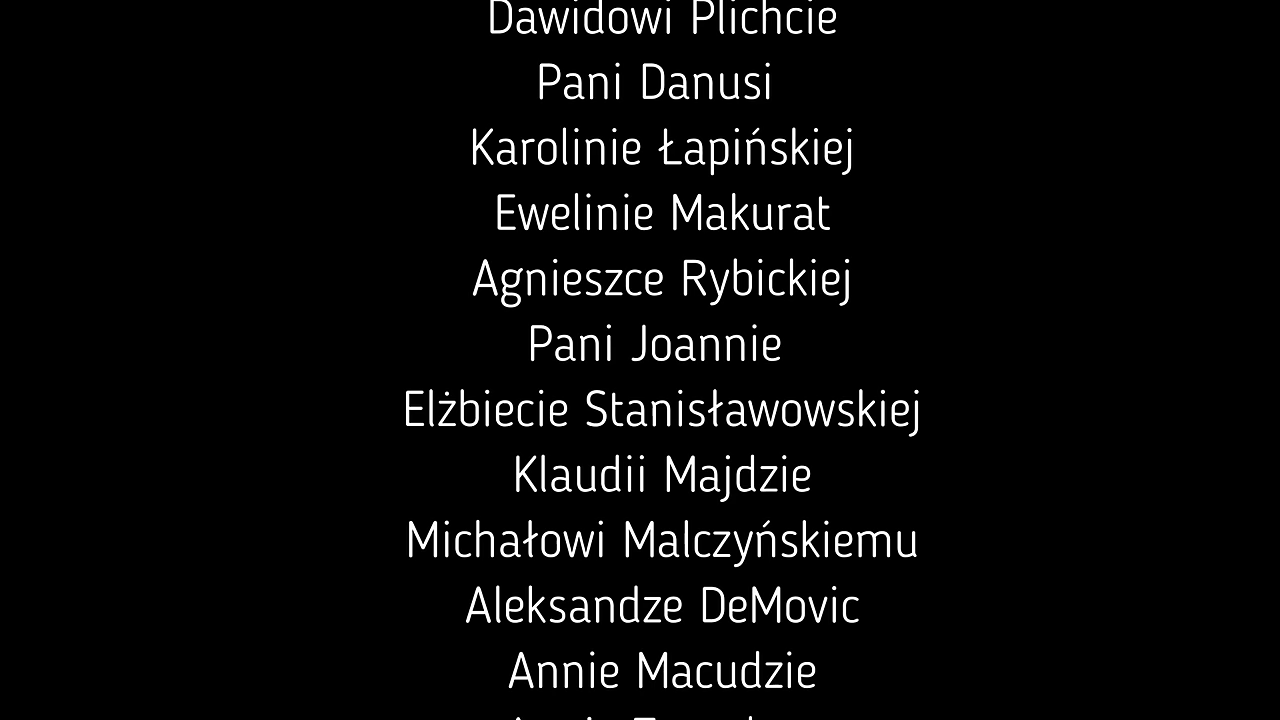 Dawidowi Plichcie
Pani Danusi
Karolinie Łapińskiej
Ewelinie Makurat
Agnieszce Rybickiej
Pani Joannie
Elżbiecie Stanisławowskiej
Klaudii Majdzie
Michałowi Malczyńskiemu
Aleksandze DeMovic
Annie Macudzie